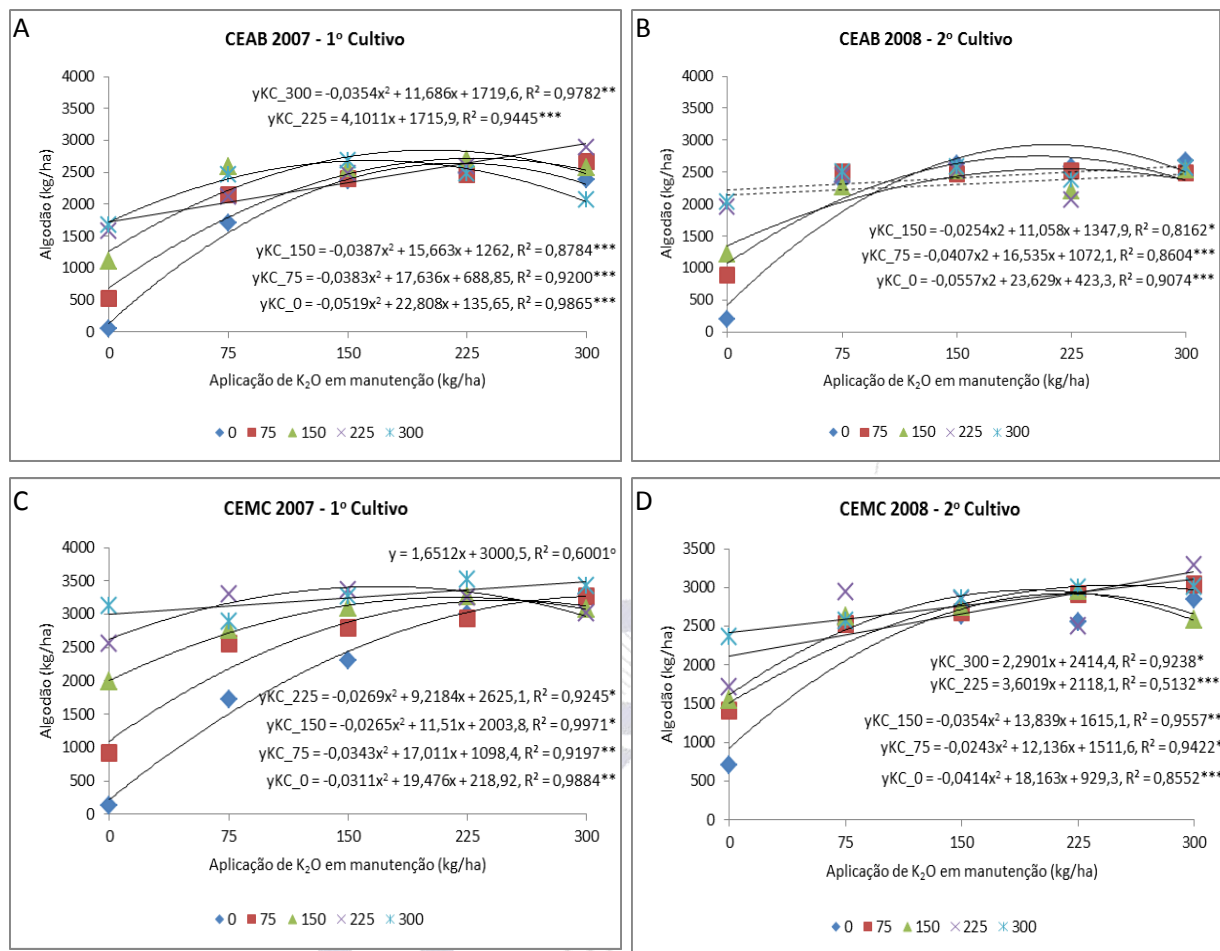 A
CEAB 2007 - 1º Cultivo
Algodão (kg/ha)
4000
3500
3000
2500
2000
1500
1000
500
0
yKC_300 = -0,0354x² + 11,686x + 1719,6, R² = 0,9782**
yKC_225 = 4,1011x + 1715,9, R² = 0,9445***
yKC_150 = -0,0387x² + 15,663x + 1262, R² = 0,8784***
yKC_75 = -0,0383x² + 17,636x + 688,85, R² = 0,9200***
yKC_0 = -0,0519x² + 22,808x + 135,65, R² = 0,9865***
0 75 150 225 300
Aplicação de K₂O em manutenção (kg/ha)
0 75 150 225 300
B
CEAB 2008 - 2º Cultivo
Algodão (kg/ha)
4000
3500
3000
2500
2000
1500
1000
500
0
yKC_150 = -0,0254x2 + 11,058x + 1347,9, R² = 0,8162*
yKC_75 = -0,0407x2 + 16,535x + 1072,1, R² = 0,8604***
yKC_0 = -0,0557x2 + 23,629x + 423,3, R² = 0,9074***
0 75 150 225 300
Aplicação de K₂O em manutenção (kg/ha)
0 75 150 225 300
C
CEMC 2007 - 1º Cultivo
Algodão (kg/ha)
4000
3500
3000
2500
2000
1500
1000
500
0
y = 1,6512x + 3000,5, R² = 0,6001º
yKC_225 = -0,0269x² + 9,2184x + 2625,1, R² = 0,9245*
yKC_150 = -0,0265x² + 11,51x + 2003,8, R² = 0,9971*
yKC_75 = -0,0343x² + 17,011x + 1098,4, R² = 0,9197**
yKC_0 = -0,0311x² + 19,476x + 218,92, R² = 0,9884**
0 75 150 225 300
Aplicação de K₂O em manutenção (kg/ha)
0 75 150 225 300
D
CEMC 2008 - 2º Cultivo
Algodão (kg/ha)
3500
3000
2500
2000
1500
1000
500
0
yKC_300 = 2,2901x + 2414,4, R² = 0,9238*
yKC_225 = 3,6019x + 2118,1, R² = 0,5132***
yKC_150 = -0,0354x² + 13,839x + 1615,1, R² = 0,9557**
yKC_75 = -0,0243x² + 12,136x + 1511,6, R² = 0,9422*
yKC_0 = -0,0414x² + 18,163x + 929,3, R² = 0,8552***
0 75 150 225 300
Aplicação de K₂O em manutenção (kg/ha)
0 75 150 225 300